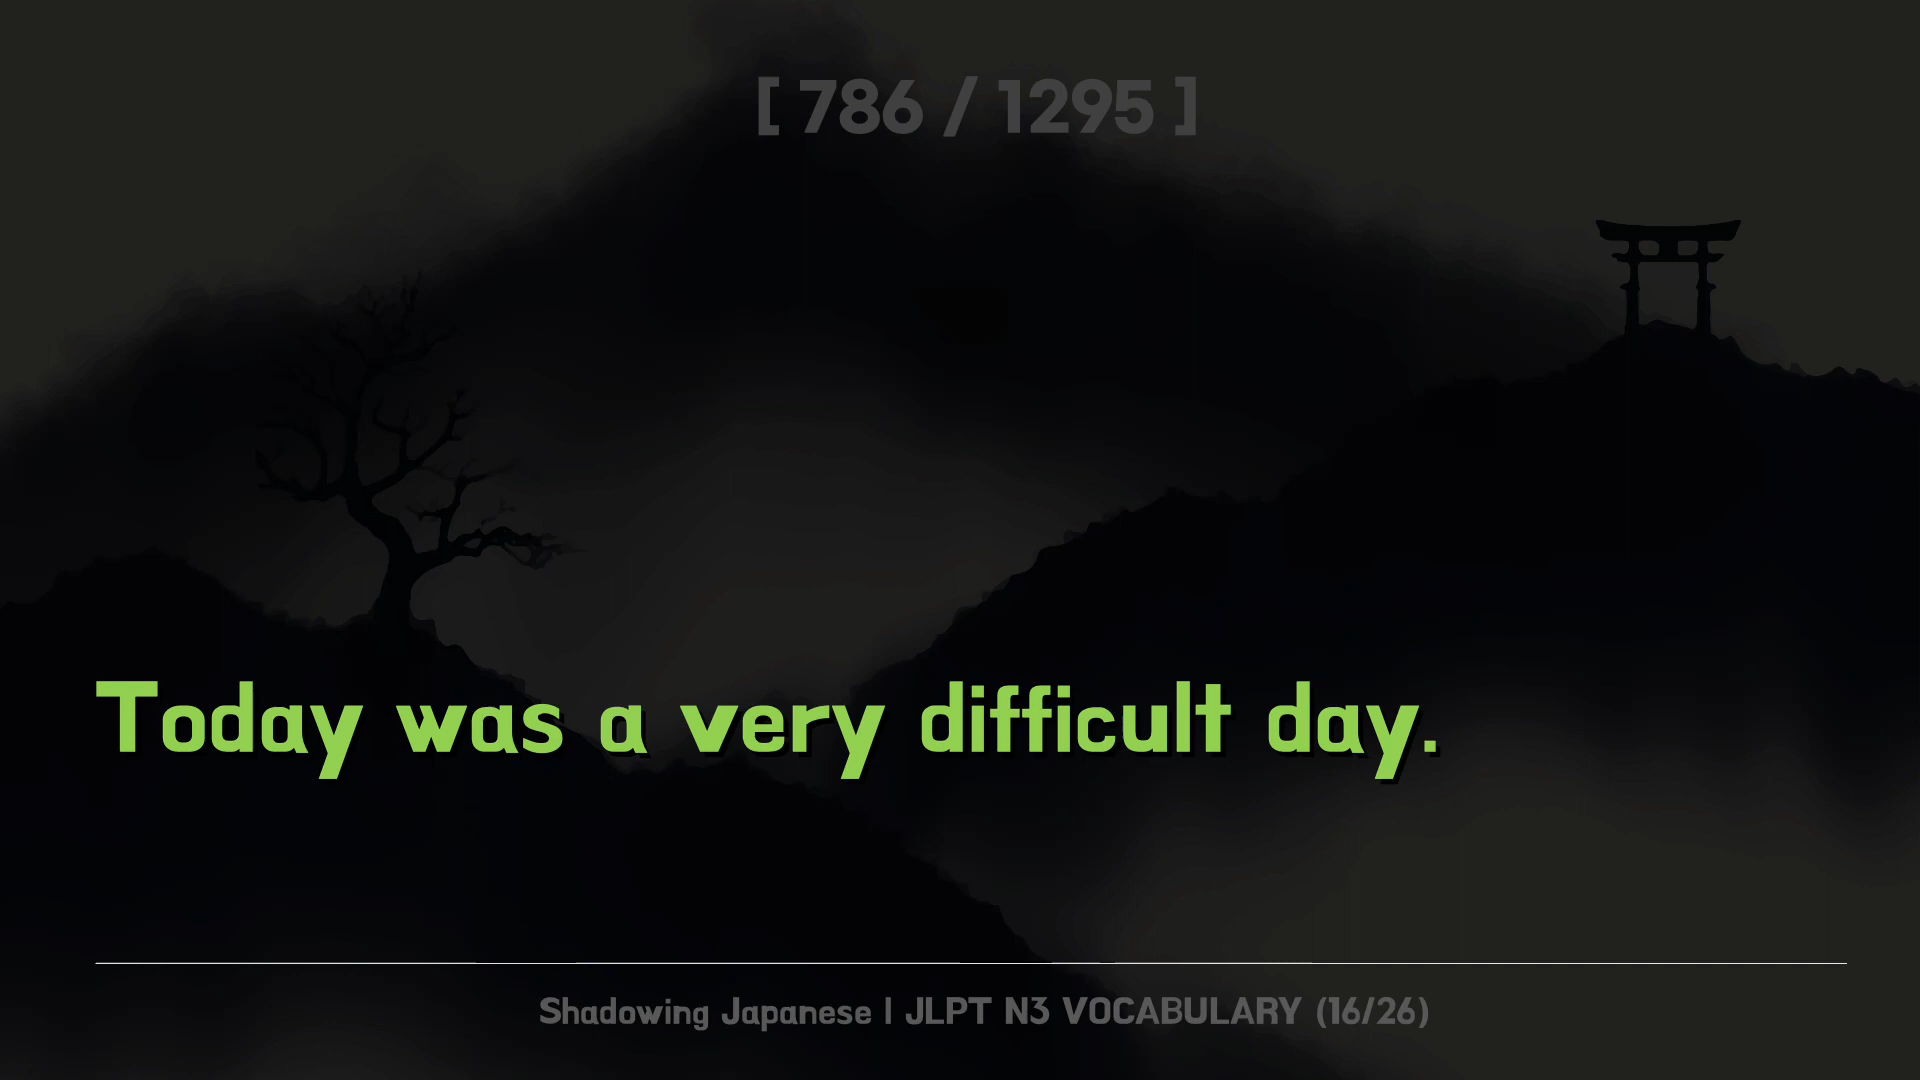 [ 786 / 1295 ]
Today was a very difficult day.
Shadowing Japanese | JLPT N3 VOCABULARY (16/26)